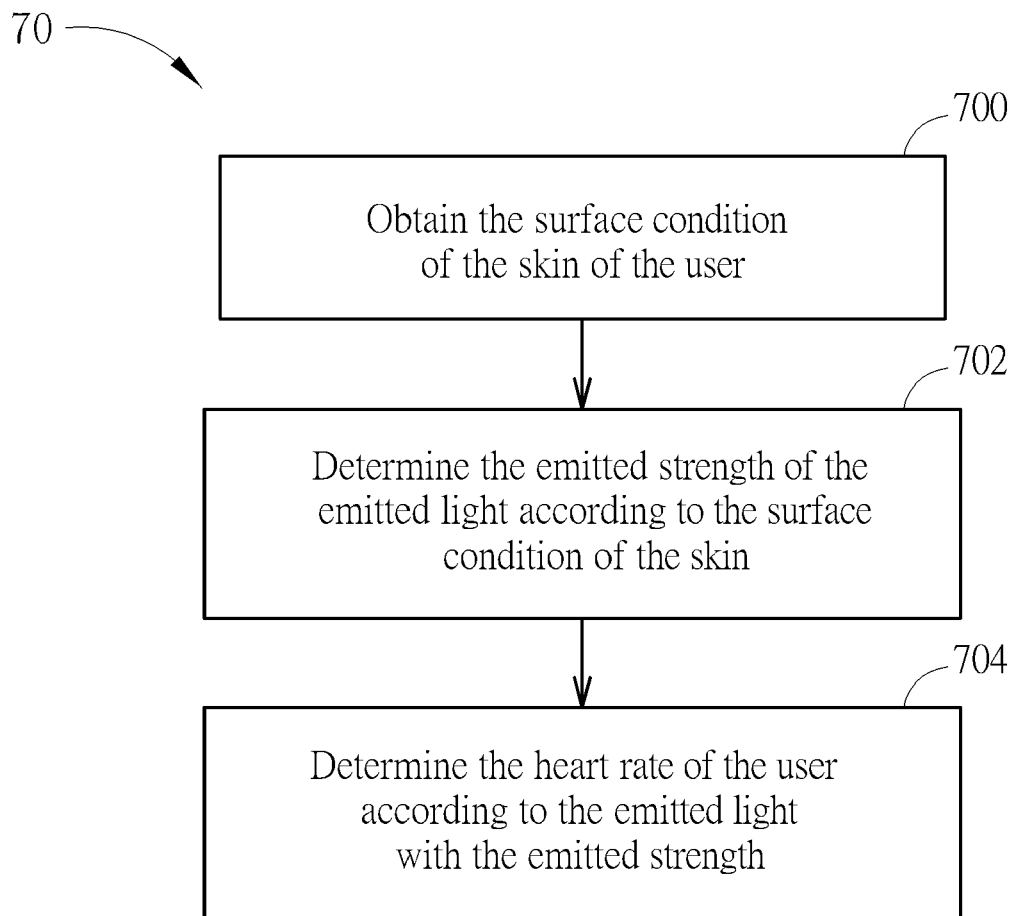 70
700
Obtain the surface condition
of the skin of the user
702
Determine the emitted strength of the
emitted light according to the surface
condition of the skin
704
Determine the heart rate of the user
according to the emitted light
with the emitted strength